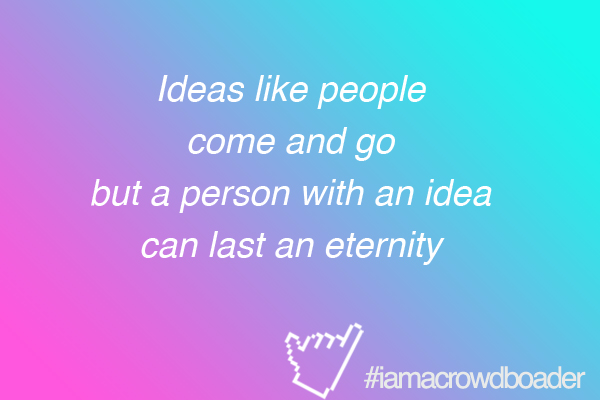 Ideas like people
come and go
but a person with an idea
can last an eternity
#iamacrowdboader